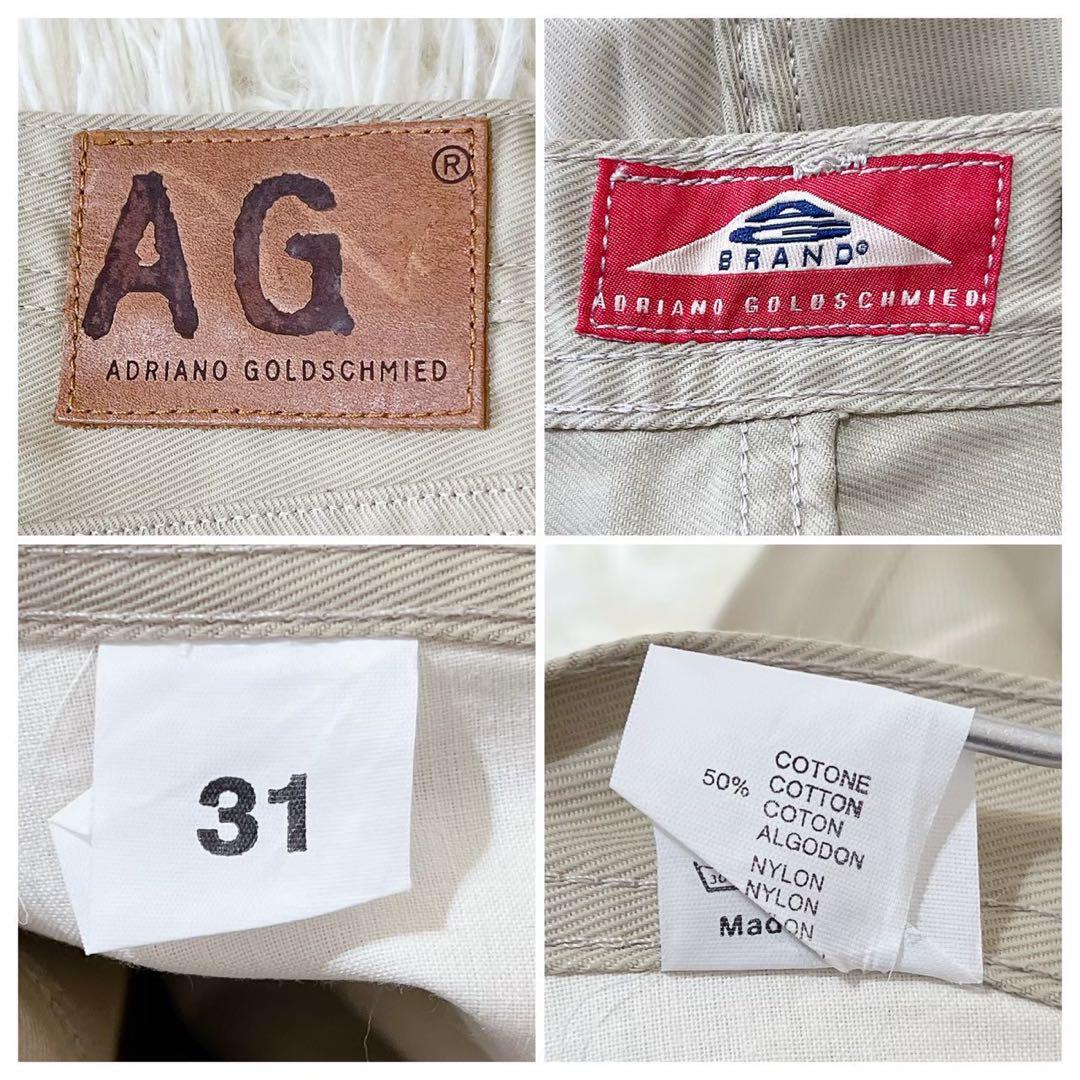 AG®
ADRIANO GOLDSCHMIED
BRAND®
ADRIANO GOLDSCHMIED
31
COTONE
50% COTTON
COTON
ALGODON
NYLON
NYLON